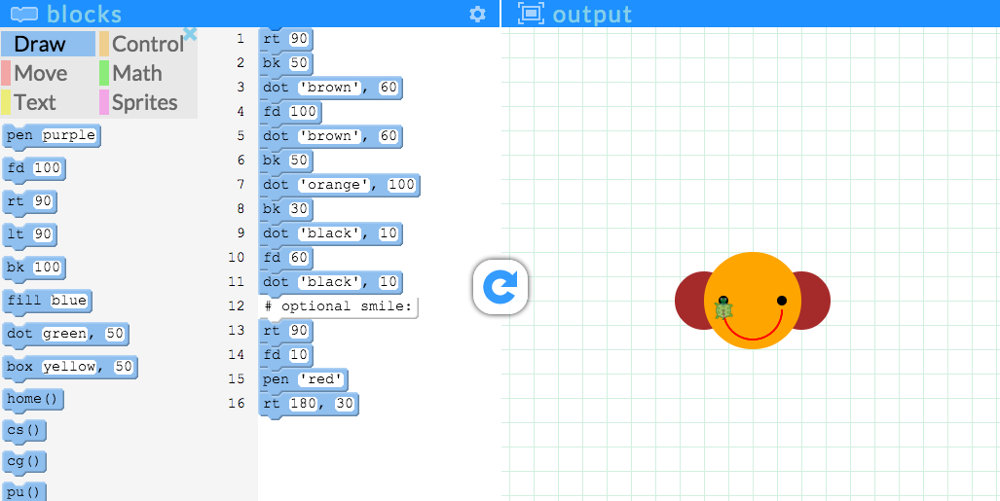 blocks
output
Draw
Control
Move
Math
Text
Sprites
pen purple
fd 100
rt 90
lt 90
bk 100
fill blue
dot green, 50
box yellow, 50
home()
cs()
cg()
pu()
1 rt 90
2 bk 50
3 dot 'brown', 60
4 fd 100
5 dot 'brown', 60
6 bk 50
7 dot 'orange', 100
8 bk 30
9 dot 'black', 10
10 fd 60
11 dot 'black', 10
12 # optional smile:
13 rt 90
14 fd 10
15 pen 'red'
16 rt 180, 30